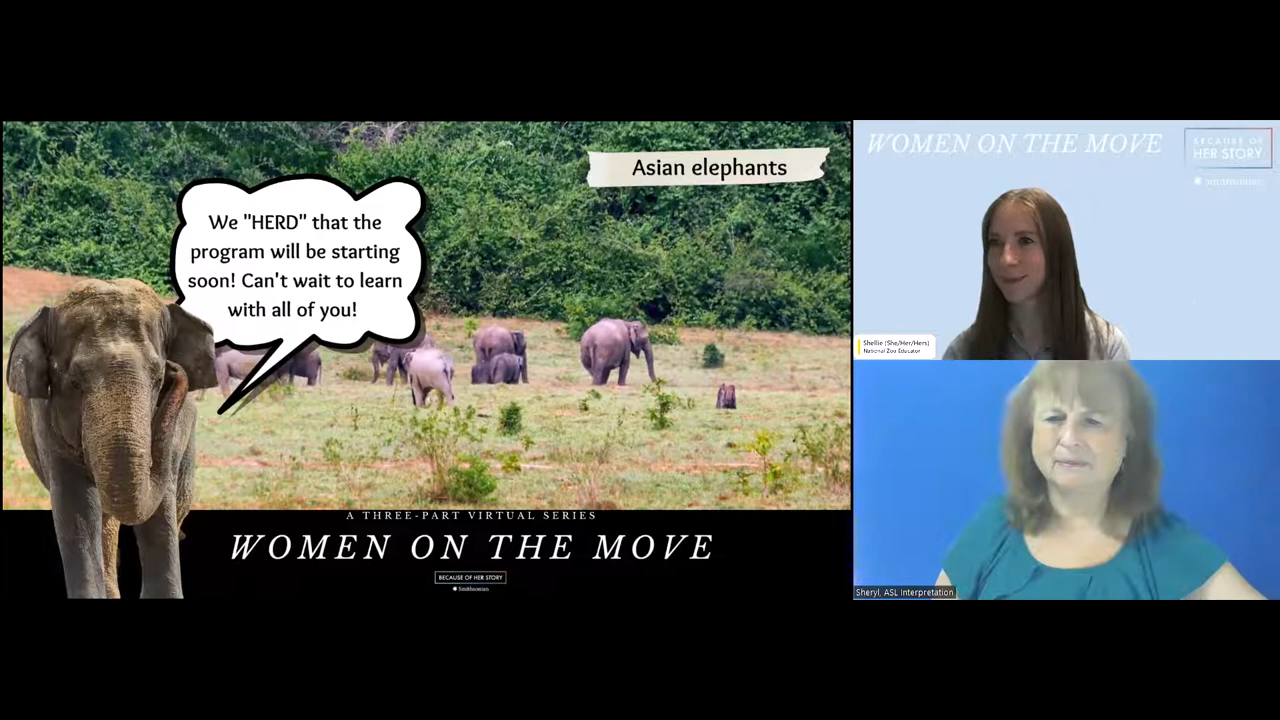 Asian elephants
We "HERD" that the
program will be starting
soon! Can't wait to learn
with all of you!
A THREE-PART VIRTUAL SERIES
WOMEN ON THE MOVE
BECAUSE OF HER STORY
Smithsonian
WOMEN ON THE MOVE
BECAUSE OF
HER STORY
Smithsonian
Shellie (She/Her/Hers)
National Zoo Educator
Sheryl, ASL Interpretation